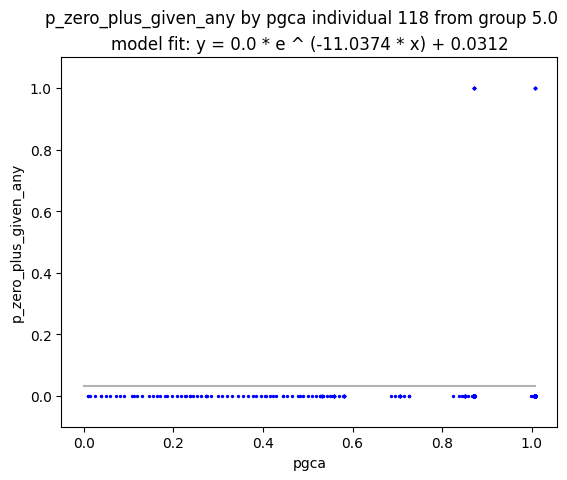 p_zero_plus_given_any by pgca individual 118 from group 5.0
model fit: y = 0.0 * e ^ (-11.0374 * x) + 0.0312
p_zero_plus_given_any
1.0
0.8
0.6
0.4
0.2
0.0
0.0 0.2 0.4 0.6 0.8 1.0
pgca